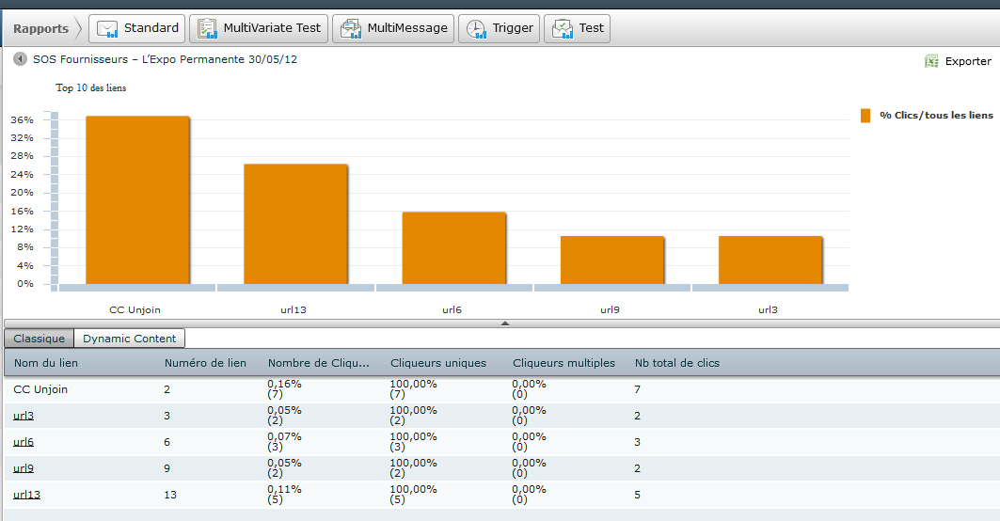 Rapports Standard MultiVariate Test MultiMessage Trigger Test
SOS Fournisseurs – L'Expo Permanente 30/05/12 Exporter
Top 10 des liens
% Clics/tous les liens
36%
32%
28%
24%
20%
16%
12%
8%
4%
0%
CC Unjoin url13 url6 url9 url3
Classique Dynamic Content
Nom du lien Numéro de lien Nombre de Cliqu... Cliqueurs uniques Cliqueurs multiples Nb total de clics
CC Unjoin 2 0,16% (7) 100,00% (7) 0,00% (0) 7
url3 3 0,05% (2) 100,00% (2) 0,00% (0) 2
url6 6 0,07% (3) 100,00% (3) 0,00% (0) 3
url9 9 0,05% (2) 100,00% (2) 0,00% (0) 2
url13 13 0,11% (5) 100,00% (5) 0,00% (0) 5